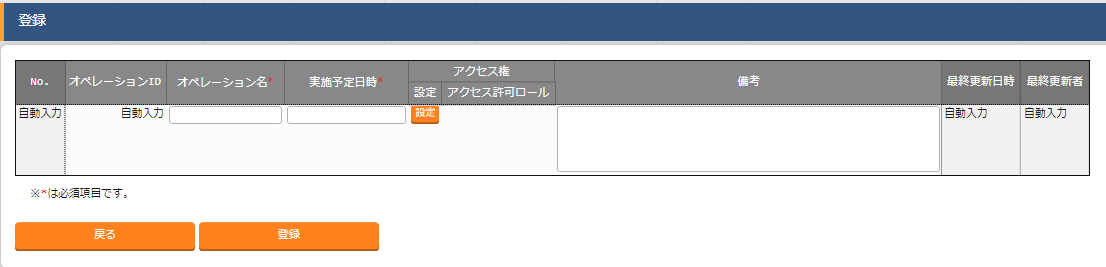 登録
No. オペレーションID オペレーション名* 実施予定日時* アクセス権 備考 最終更新日時 最終更新者
設定 アクセス許可ロール
自動入力 自動入力 設定 自動入力 自動入力
※*は必須項目です。
戻る 登録